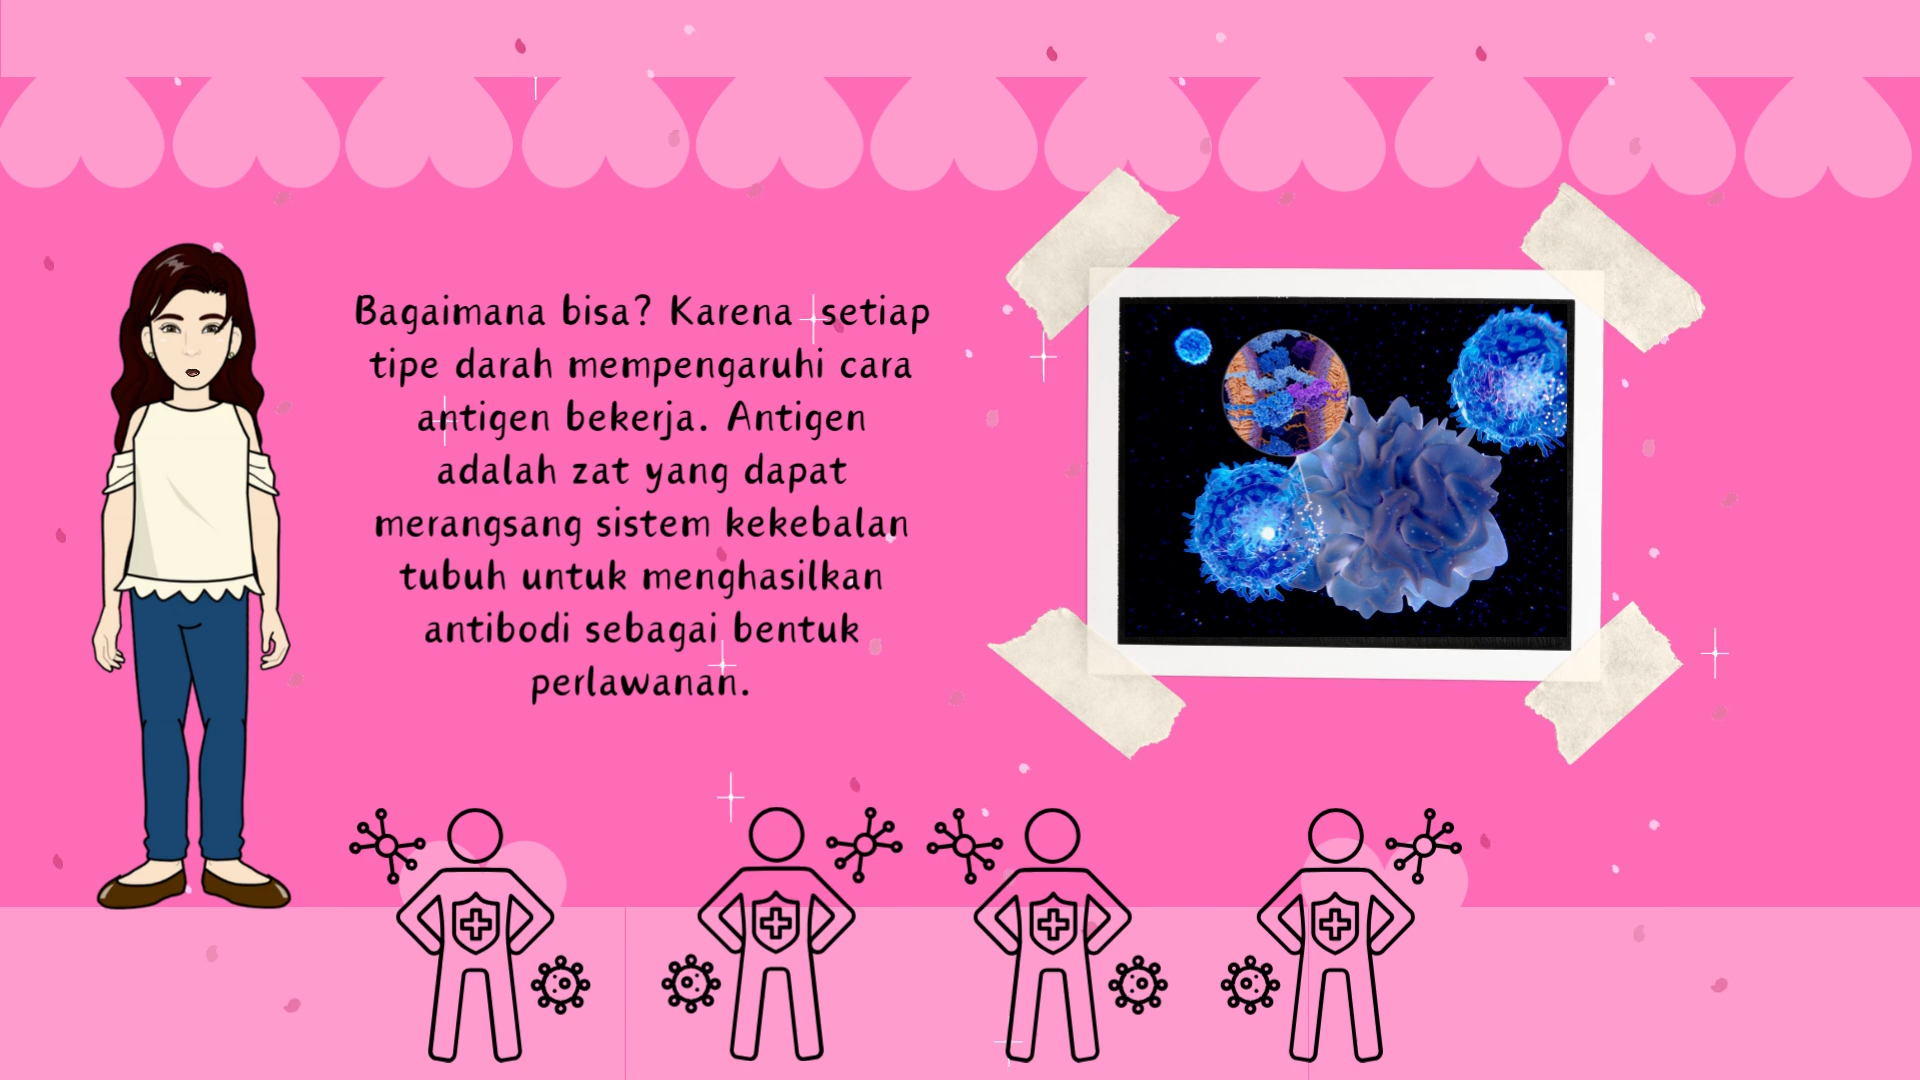 Bagaimana bisa? Karena setiap
tipe darah mempengaruhi cara
antigen bekerja. Antigen
adalah zat yang dapat
merangsang sistem kekebalan
tubuh untuk menghasilkan
antibodi sebagai bentuk
perlawanan.